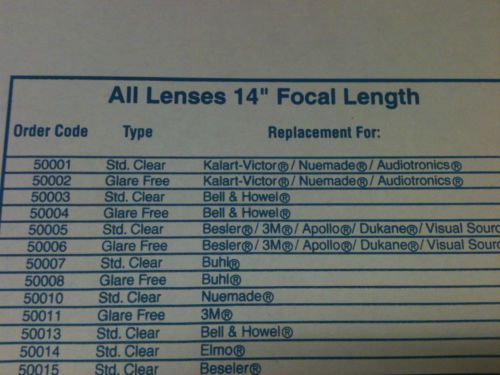 All Lenses 14" Focal Length
Order Code Type Replacement For:
50001 Std. Clear Kalart-Victor®/ Nuemade®/ Audiotronics®
50002 Glare Free Kalart-Victor®/ Nuemade®/ Audiotronics®
50003 Std. Clear Bell & Howel®
50004 Glare Free Bell & Howel®
50005 Std. Clear Besler®/ 3M®/ Apollo®/ Dukane®/ Visual
50006 Glare Free Besler®/ 3M®/ Apollo®/ Dukane®/ Visual
50007 Std. Clear Buhl®
50008 Glare Free Buhl®
50010 Std. Clear Nuemade®
50011 Glare Free 3M®
50013 Std. Clear Bell & Howel®
50014 Std. Clear Elmo®
50015 Std. Clear Beseler®